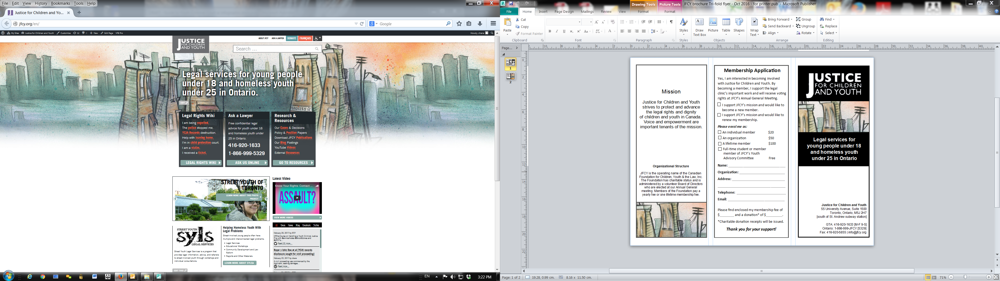 File Edit View History Bookmarks Tools Help
Justice for Children and Yo...
jfcy.org/en/
Google
My Sites Justice for Children and Youth Customise 12 0 New Edit Page VFB Pro
Howdy, chana
JUSTICE
FOR CHILDREN
AND YOUTH
ABOUT JFCY ASK A LAWYER DONATE FRANÇAIS
Search ...
Legal services for young people
under 18 and homeless youth
under 25 in Ontario.
EDIT
GROCERY
Legal Rights Wiki
I am being expelled.
The police stopped me.
YCJA Records destruction.
Help with leaving home.
I'm in child protection court.
I am a victim.
I received a ticket.
LEGAL RIGHTS WIKI
Ask a Lawyer
Free confidential legal
advice for youth under 18
and homeless youth under
25 in Ontario.
416-920-1633
1-866-999-5329
ASK US ONLINE
Research &
Resources
Our Cases & Decisions
Policy & Position Papers
Download JFCY Publications
Our Blog Postings
YouTube Videos
External Resources
GO TO RESOURCES
STREET YOUTH OF
TORONTO
LEARN MORE ABOUT THIS PHOTO
PROJECT
Latest Video
Know Your Rights: Contact ...
ASSAULT?
VIEW MORE VIDEOS
All News Cases Blog Facebook Twitter
February 28, 2017 by JFCY
CPDle-Course on Handling a Youth Criminal Justice
File with @emmarhodes @BrockBJones and
@JFCY's...
Read (2) more...
Boyer v John Doe et al [YCJA records
disclosure sought for civil proceeding]
February 23, 2017 by chana
A civil proceeding was commenced by the
Applicant, seeking damages...
Read more...
STREET YOUTH
syls
LEGAL SERVICES
Street Youth Legal Services is a program that
provides legal information, advice, and referrals
to street-involved youth through workshops and
individual consultations.
EDIT THIS
Helping Homeless Youth With
Legal Problems
Street-involved young people often have
multiple and interconnected legal problems.
Legal Services
Educational Workshops
Community Development and Law
Reform
Reports and Other Materials
LEARN MORE ABOUT SYLS
EN
3:22 PM
Drawing Tools Picture Tools
JFCY brochure Tri-fold flyer - Oct 2016 - for printer.pub - Microsoft Publisher
File Home Insert Page Design Mailings Review View Format Format
Paste
Cut
Copy
Format Painter
Clipboard
Font
Paragraph
Styles
Styles
Draw
Text Box
Picture
Table
Shapes
Objects
Wrap
Text
Bring Forward
Send Backward
Align
Group
Ungroup
Rotate
Arrange
Find
Replace
Select
Editing
Page...
1
2
Mission
Justice for Children and Youth
strives to protect and advance
the legal rights and dignity
of children and youth in Canada.
Voice and empowerment are
important tenants of the mission.
Organizational Structure
JFCY is the operating name of the Canadian
Foundation for Children, Youth & the Law, Inc.
The Foundation has charitable status and is
administered by a volunteer Board of Directors
who are elected at our Annual General
meeting. Members of the Foundation pay a
yearly fee or one lifetime membership fee.
Membership Application
Yes, I am interested in becoming involved
with Justice for Children and Youth. By
becoming a member, I support the legal
clinic's important work and will receive voting
rights at JFCY's Annual General Meeting.
I support JFCY's mission and would like to
become a new member.
I support JFCY's mission and would like to
renew my membership.
Please enrol me as:
An individual member $20
An organization $50
A lifetime member $100
Full-time student or member
member of JFCY's Youth
Advisory Committee Free
Name:
Organization:
Address:
Telephone:
Email:
Please find enclosed my membership fee of
$________ and a donation* of $_________.
*Charitable donation receipts will be issued.
Thank you for your support!
JUSTICE
FOR CHILDREN
AND YOUTH
Legal services for
young people under 18
and homeless youth
under 25 in Ontario
Justice for Children and Youth
55 University Avenue, Suite 1500
Toronto, Ontario, M5J 2H7
[south of St. Andrew subway station]
GTA: 416-920-1633 [M-F 9-5]
Ontario: 1-866-999-JFCY [5329]
Fax: 416-920-5855 | info@jfcy.org
Page: 1 of 2 19.28, 0.99 cm. 8.16 x 11.50 cm.
71%